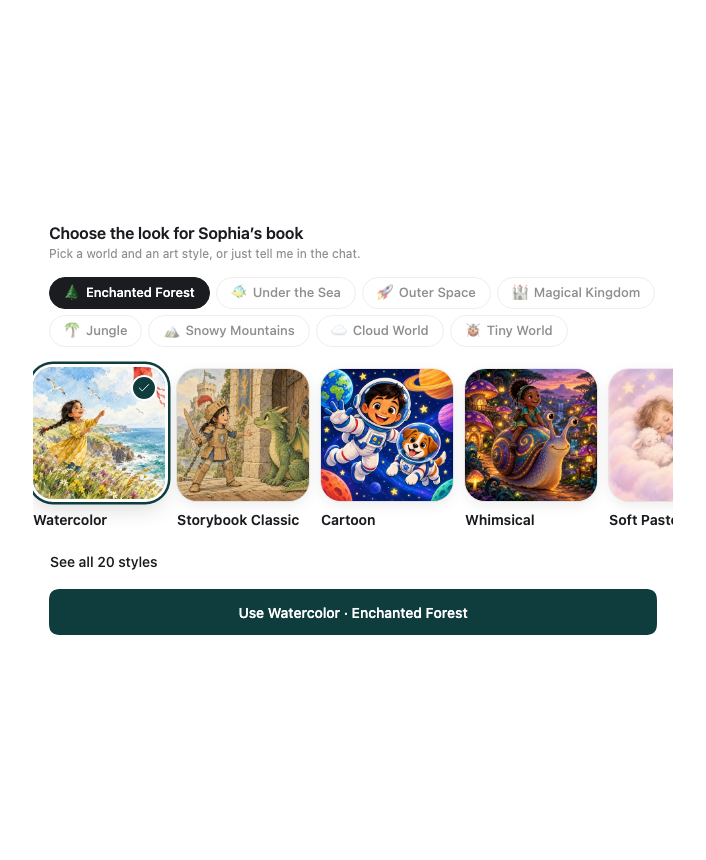 Choose the look for Sophia's book
Pick a world and an art style, or just tell me in the chat.
Enchanted Forest
Under the Sea
Outer Space
Magical Kingdom
Jungle
Snowy Mountains
Cloud World
Tiny World
Watercolor
Storybook Classic
Cartoon
Whimsical
Soft Paste
See all 20 styles
Use Watercolor · Enchanted Forest